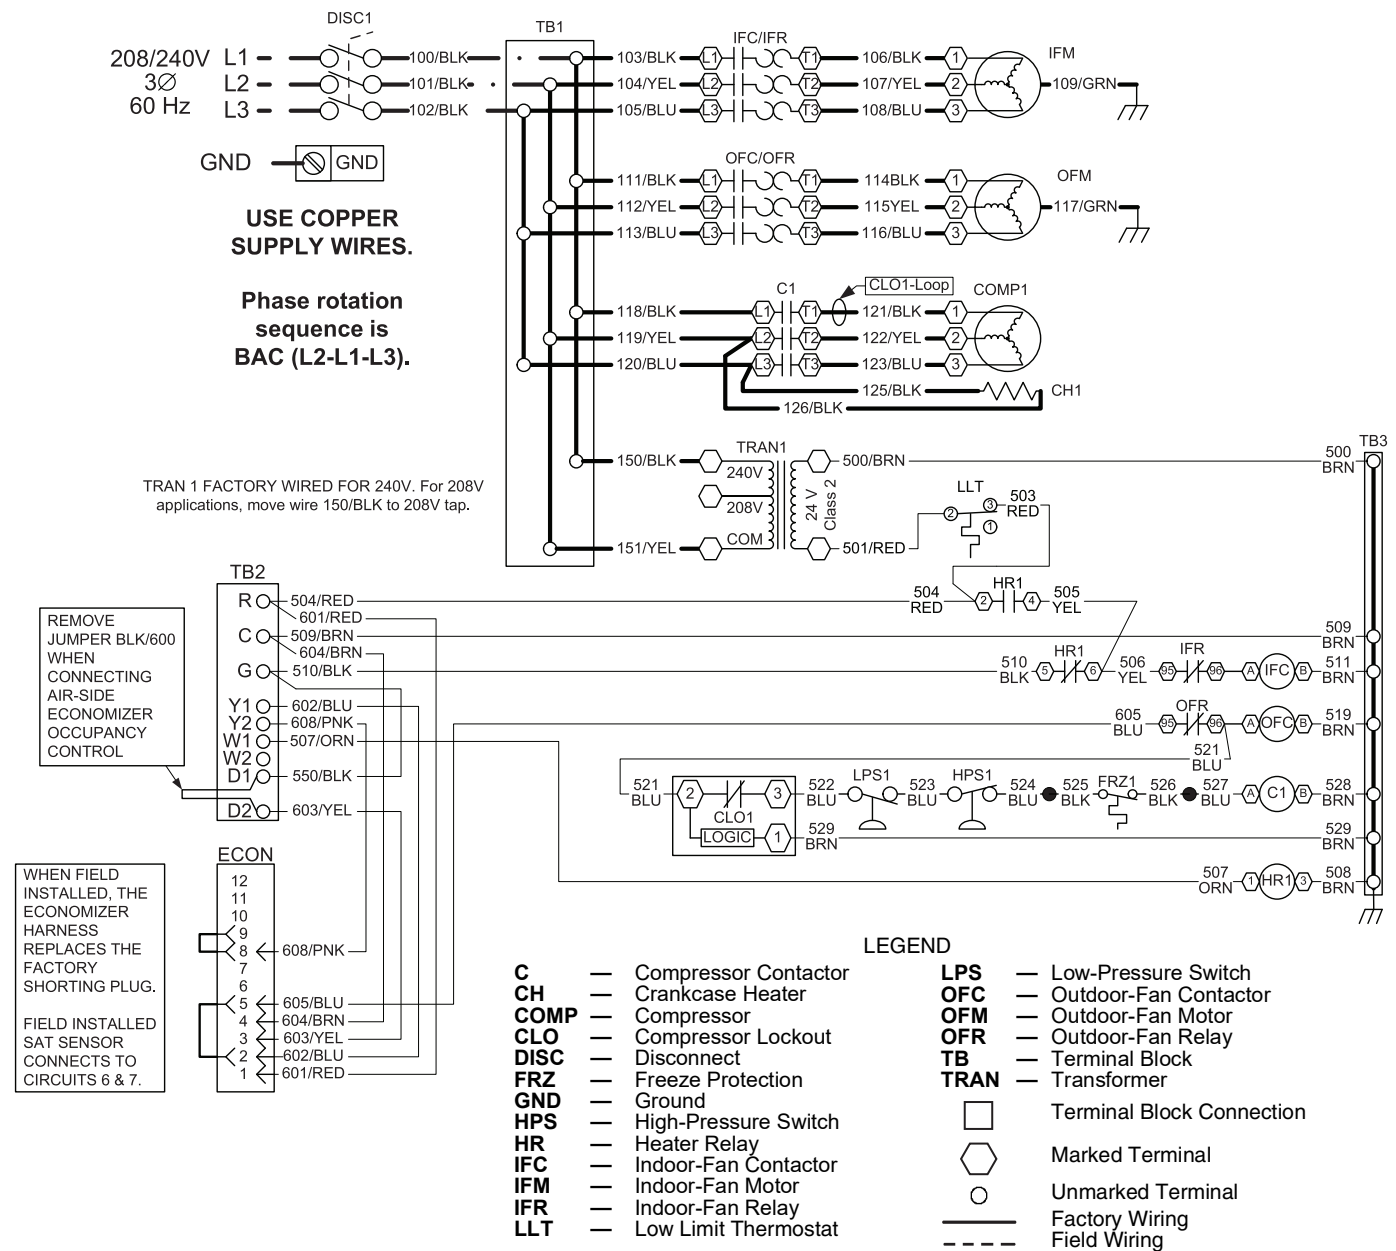 DISC1
TB1
208/240V
3Ø
60 Hz
L1
L2
L3
100/BLK
101/BLK
102/BLK
GND
GND
USE COPPER
SUPPLY WIRES.
Phase rotation
sequence is
BAC (L2-L1-L3).
IFC/IFR
IFM
103/BLK L1 T1 106/BLK 1
104/YEL L2 T2 107/YEL 2 109/GRN
105/BLU L3 T3 108/BLU 3
OFC/OFR
OFM
111/BLK L1 T1 114BLK 1
112/YEL L2 T2 115YEL 2 117/GRN
113/BLU L3 T3 116/BLU 3
C1
CLO1-Loop
COMP1
118/BLK L1 T1 121/BLK 1
119/YEL L2 T2 122/YEL 2
120/BLU L3 T3 123/BLU 3
125/BLK CH1
126/BLK
TRAN 1 FACTORY WIRED FOR 240V. For 208V
applications, move wire 150/BLK to 208V tap.
TRAN1
150/BLK
240V
208V
COM
151/YEL
24 V
Class 2
500/BRN
501/RED
LLT
2
3
1
503
RED
TB3
500
BRN
TB2
R 504/RED
601/RED
C 509/BRN
604/BRN
G 510/BLK
Y1 602/BLU
Y2 608/PNK
W1 507/ORN
W2
D1 550/BLK
D2 603/YEL
REMOVE
JUMPER BLK/600
WHEN
CONNECTING
AIR-SIDE
ECONOMIZER
OCCUPANCY
CONTROL
504
RED
HR1
2 4
505
YEL
509
BRN
510
BLK
HR1
5 6
506
YEL
IFR
95 96
A IFC B
511
BRN
605
BLU
OFR
95 96
A OFC B
519
BRN
521
BLU
521
BLU
2 3
CLO1
LOGIC 1
522
BLU
LPS1
523
BLU
HPS1
524
BLU
525
BLK
FRZ1
526
BLK
527
BLU
A C1 B
528
BRN
529
BRN
529
BRN
507
ORN
1 HR1 3
508
BRN
ECON
12
11
10
9
8 608/PNK
7
6
5 605/BLU
4 604/BRN
3 603/YEL
2 602/BLU
1 601/RED
WHEN FIELD
INSTALLED, THE
ECONOMIZER
HARNESS
REPLACES THE
FACTORY
SHORTING PLUG.
FIELD INSTALLED
SAT SENSOR
CONNECTS TO
CIRCUITS 6 & 7.
LEGEND
C — Compressor Contactor
CH — Crankcase Heater
COMP — Compressor
CLO — Compressor Lockout
DISC — Disconnect
FRZ — Freeze Protection
GND — Ground
HPS — High-Pressure Switch
HR — Heater Relay
IFC — Indoor-Fan Contactor
IFM — Indoor-Fan Motor
IFR — Indoor-Fan Relay
LLT — Low Limit Thermostat
LPS — Low-Pressure Switch
OFC — Outdoor-Fan Contactor
OFM — Outdoor-Fan Motor
OFR — Outdoor-Fan Relay
TB — Terminal Block
TRAN — Transformer
Terminal Block Connection
Marked Terminal
Unmarked Terminal
Factory Wiring
Field Wiring